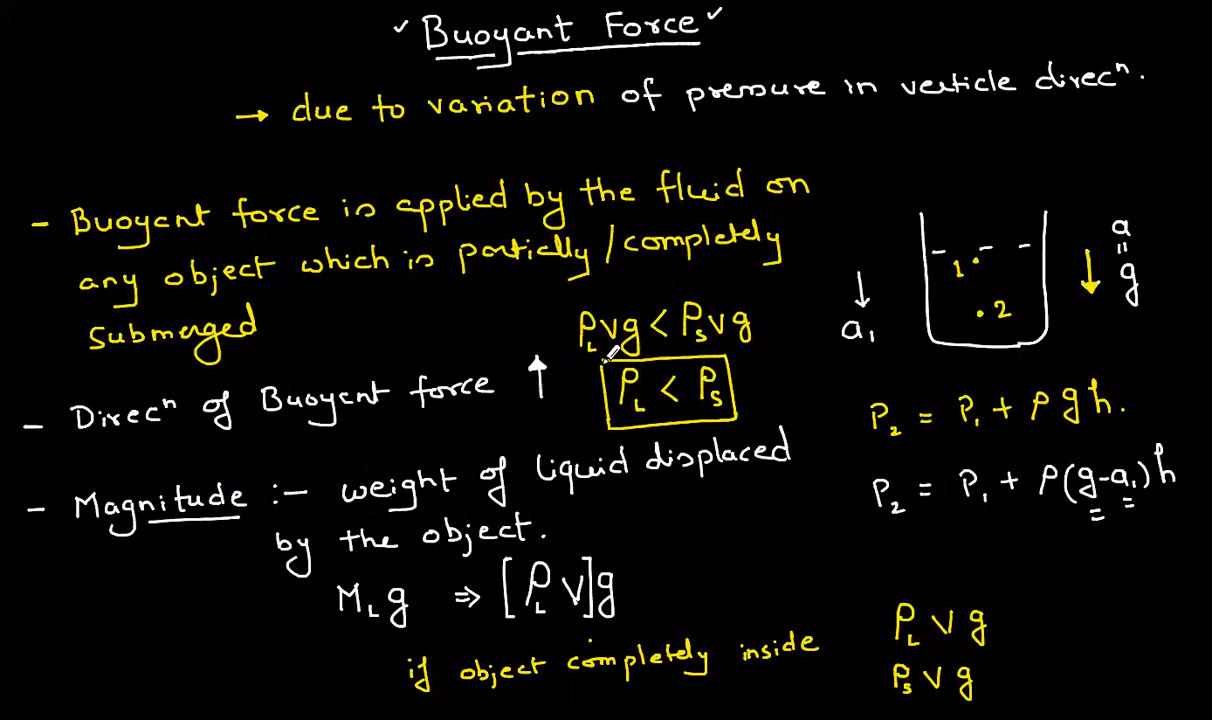 ✓ Buoyant Force ✓
→ due to variation of pressure in verticle direcⁿ.
- Buoyant force is applied by the fluid on
any object which is partially / completely
submerged
ρ_L v g < ρ_s v g
ρ_L < ρ_s
- Direcⁿ of Buoyant force ↑
- Magnitude :- weight of liquid displaced
by the object.
M_L g ⇒ [ρ_L v] g
if object completely inside
1
2
a₁
a
=
g
P₂ = P₁ + ρ g h.
P₂ = P₁ + ρ(g-a₁) h
ρ_L v g
ρ_s v g